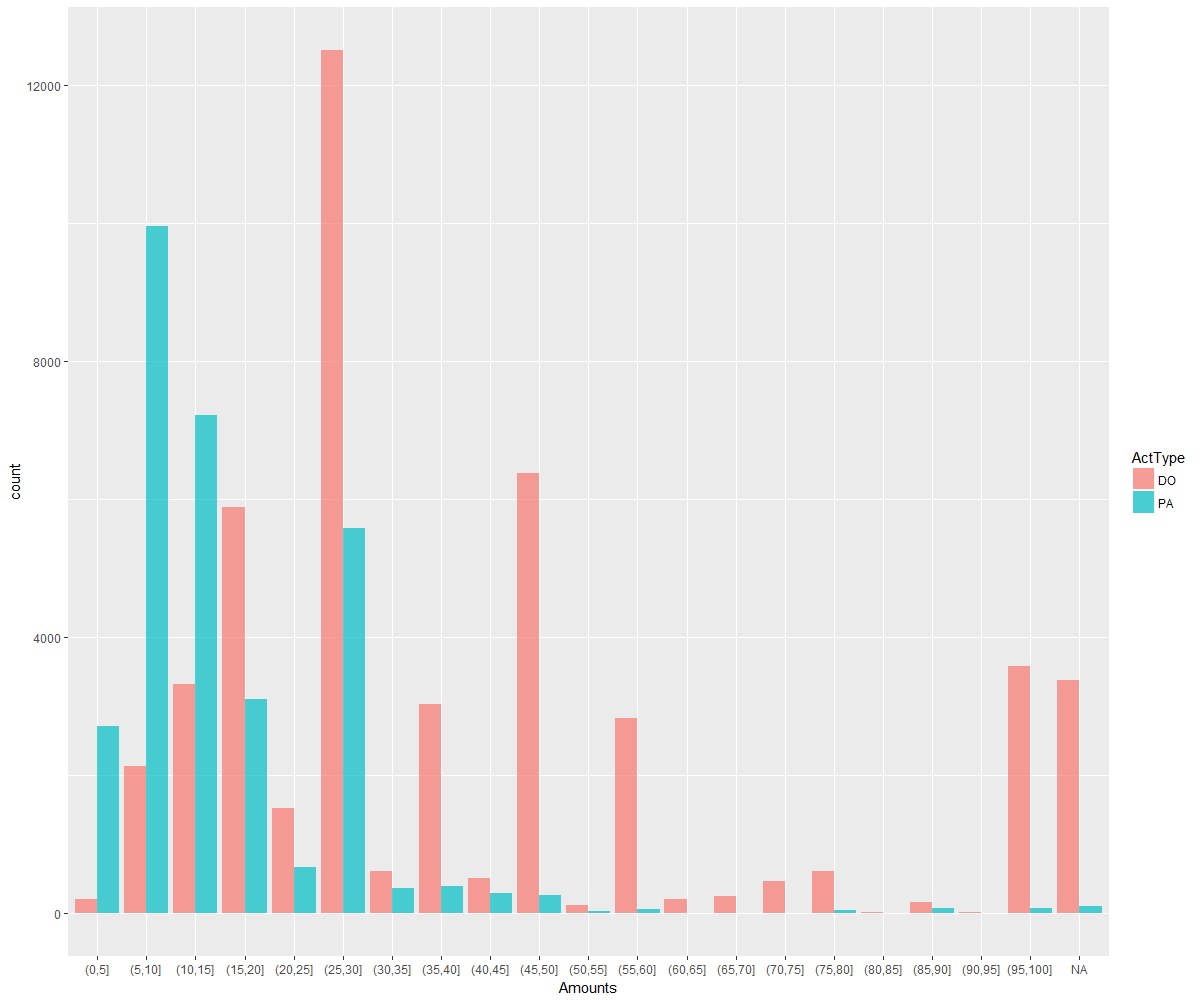 12000
8000
4000
0
count
(0,5] (5,10] (10,15] (15,20] (20,25] (25,30] (30,35] (35,40] (40,45] (45,50] (50,55] (55,60] (60,65] (65,70] (70,75] (75,80] (80,85] (85,90] (90,95] (95,100] NA
Amounts
ActType
DO
PA